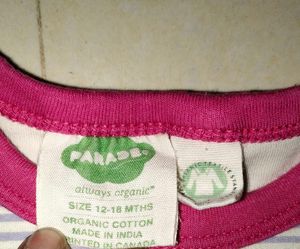 PARADE
always organic
SIZE 12-18 MTHS
ORGANIC COTTON
MADE IN INDIA
PRINTED IN CANADA